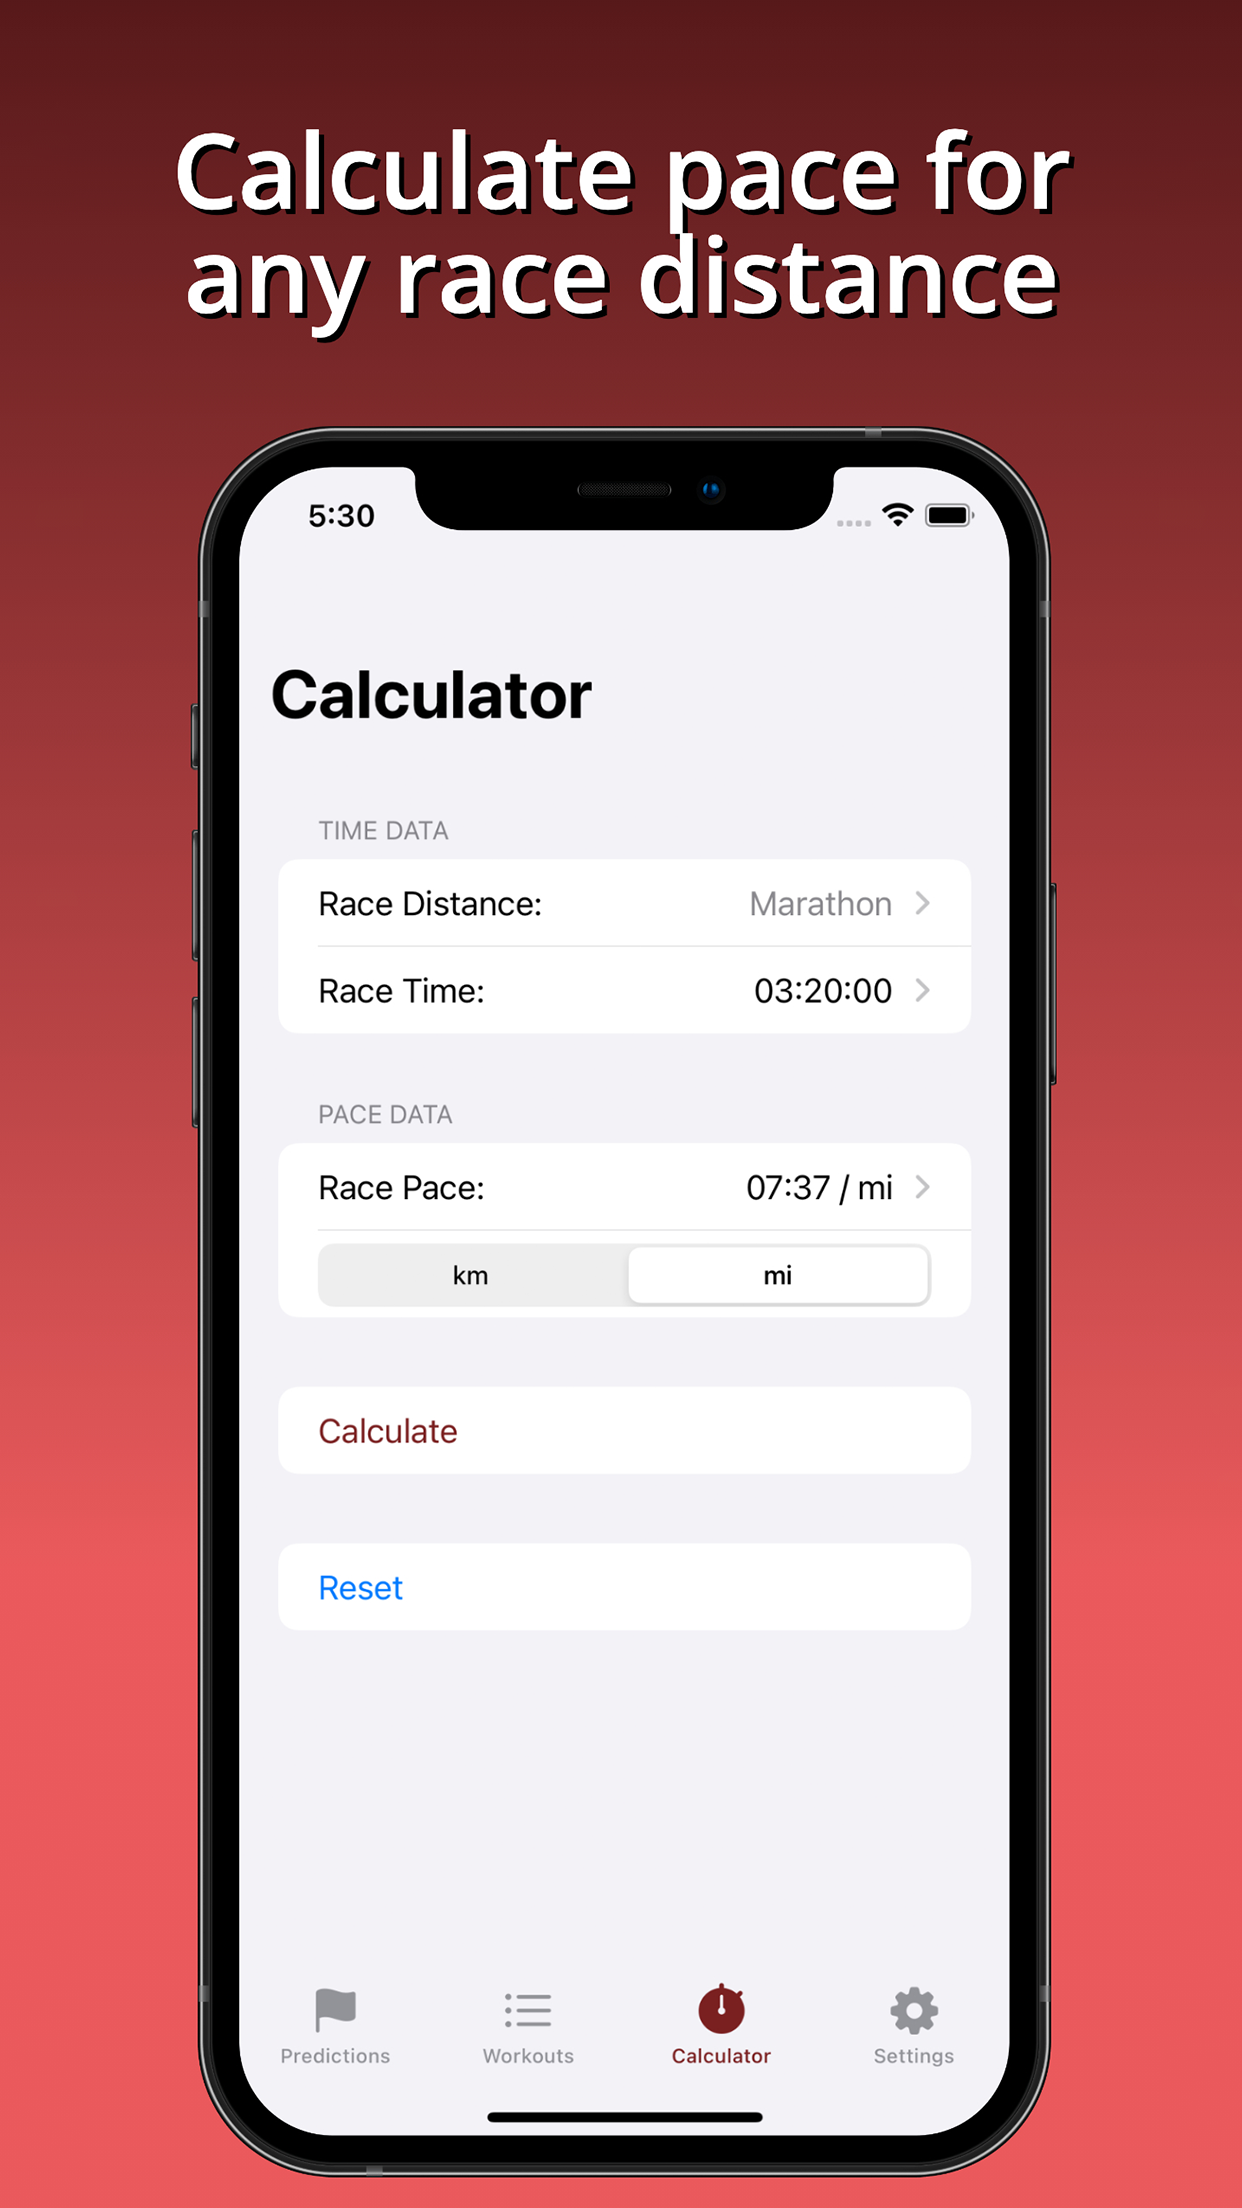 Calculate pace for
any race distance
5:30
Calculator
TIME DATA
Race Distance: Marathon
Race Time: 03:20:00
PACE DATA
Race Pace: 07:37 / mi
km mi
Calculate
Reset
Predictions Workouts Calculator Settings